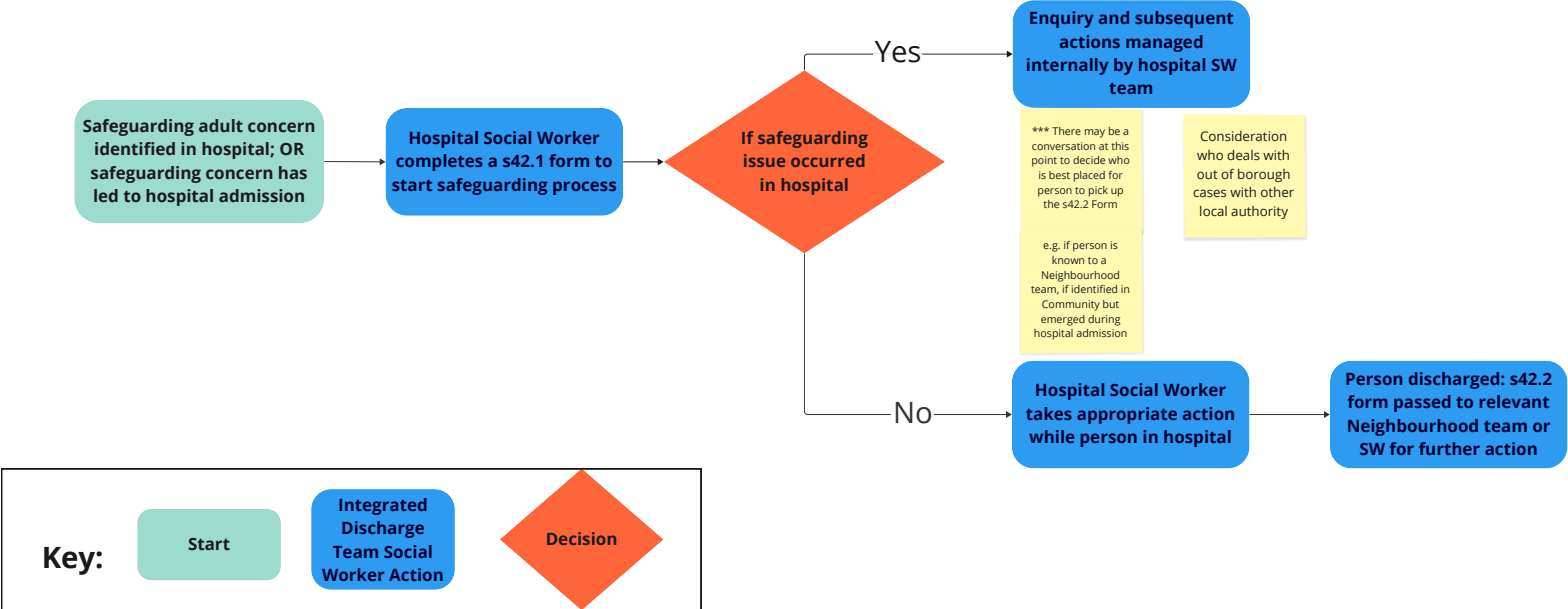 Safeguarding adult concern
identified in hospital; OR
safeguarding concern has
led to hospital admission
Hospital Social Worker
completes a s42.1 form to
start safeguarding process
If safeguarding
issue occurred
in hospital
Yes
Enquiry and subsequent
actions managed
internally by hospital SW
team
*** There may be a
conversation at this
point to decide who
is best placed for
person to pick up
the s42.2 Form
Consideration
who deals with
out of borough
cases with other
local authority
e.g. if person is
known to a
Neighbourhood
team, if identified in
Community but
emerged during
hospital admission
No
Hospital Social Worker
takes appropriate action
while person in hospital
Person discharged: s42.2
form passed to relevant
Neighbourhood team or
SW for further action
Key:
Start
Integrated
Discharge
Team Social
Worker Action
Decision